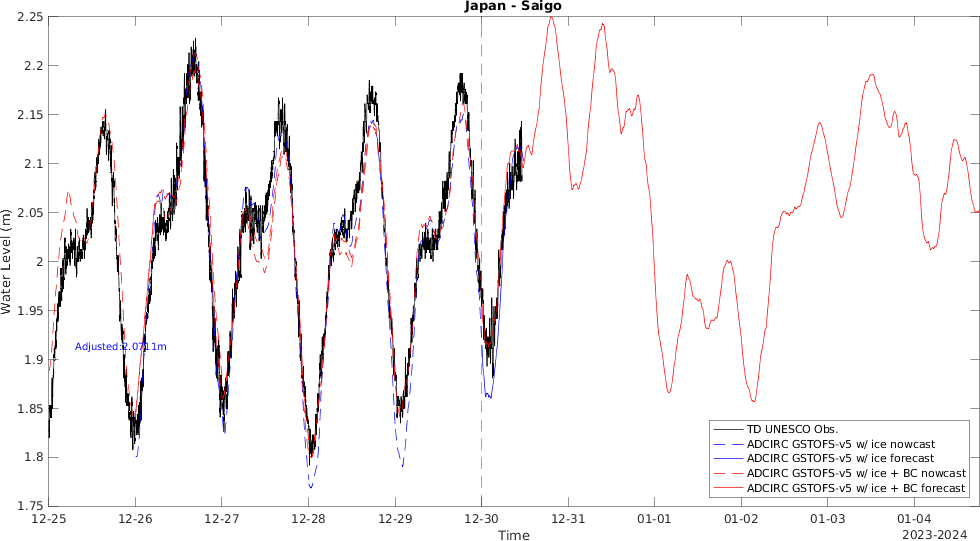 Japan - Saigo
2.25
2.2
2.15
2.1
2.05
2
1.95
1.9
1.85
1.8
1.75
Water Level (m)
Adjusted:2.0711m
TD UNESCO Obs.
ADCIRC GSTOFS-v5 w/ ice nowcast
ADCIRC GSTOFS-v5 w/ ice forecast
ADCIRC GSTOFS-v5 w/ ice + BC nowcast
ADCIRC GSTOFS-v5 w/ ice + BC forecast
12-25 12-26 12-27 12-28 12-29 12-30 12-31 01-01 01-02 01-03 01-04
Time
2023-2024